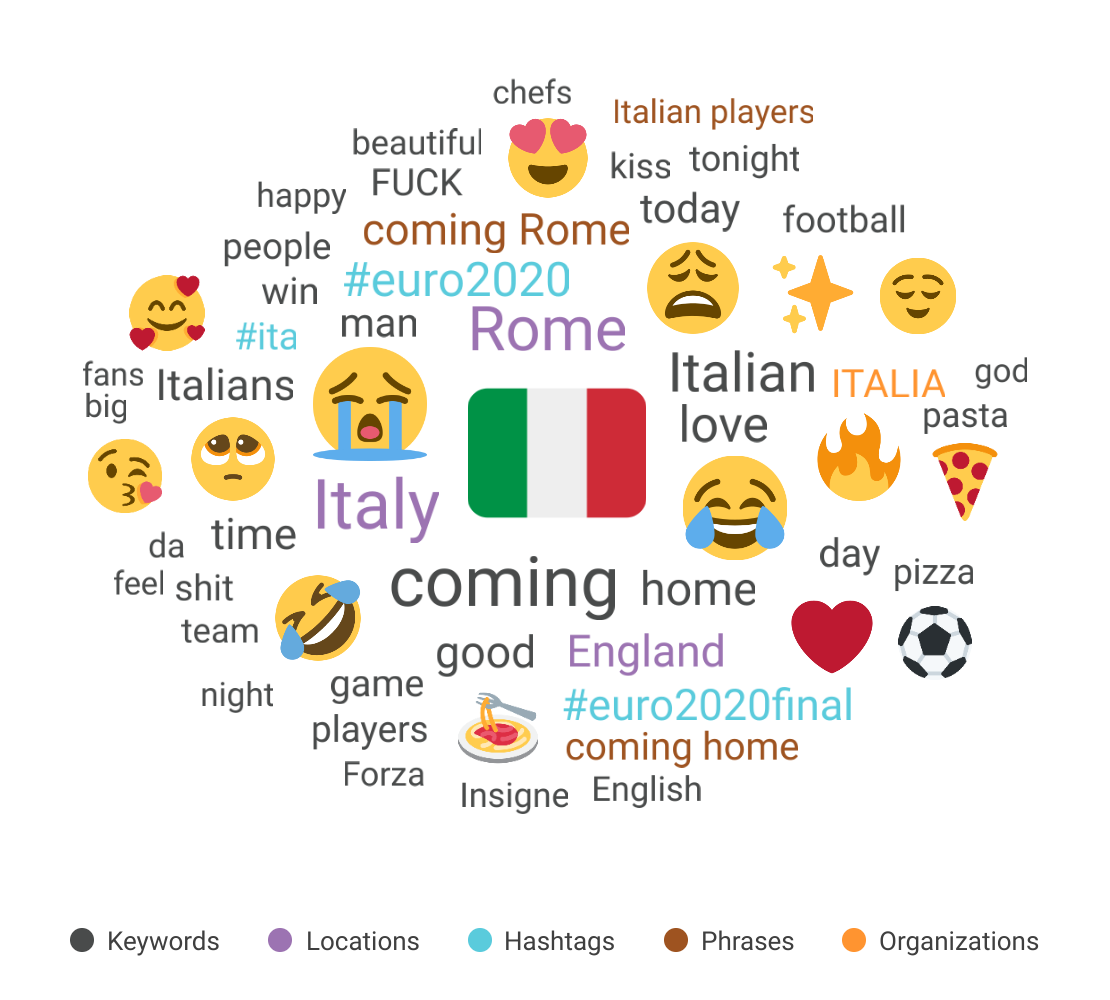 chefs
Italian players
beautiful
kiss tonight
FUCK
happy
today
football
coming Rome
people
#euro2020
win
man
Rome
#ita
fans
Italians
Italian
ITALIA
god
big
love
pasta
Italy
time
da
day
pizza
feel shit
coming home
team
good
England
night
game
#euro2020final
players
coming home
Forza
Insigne
English
Keywords
Locations
Hashtags
Phrases
Organizations